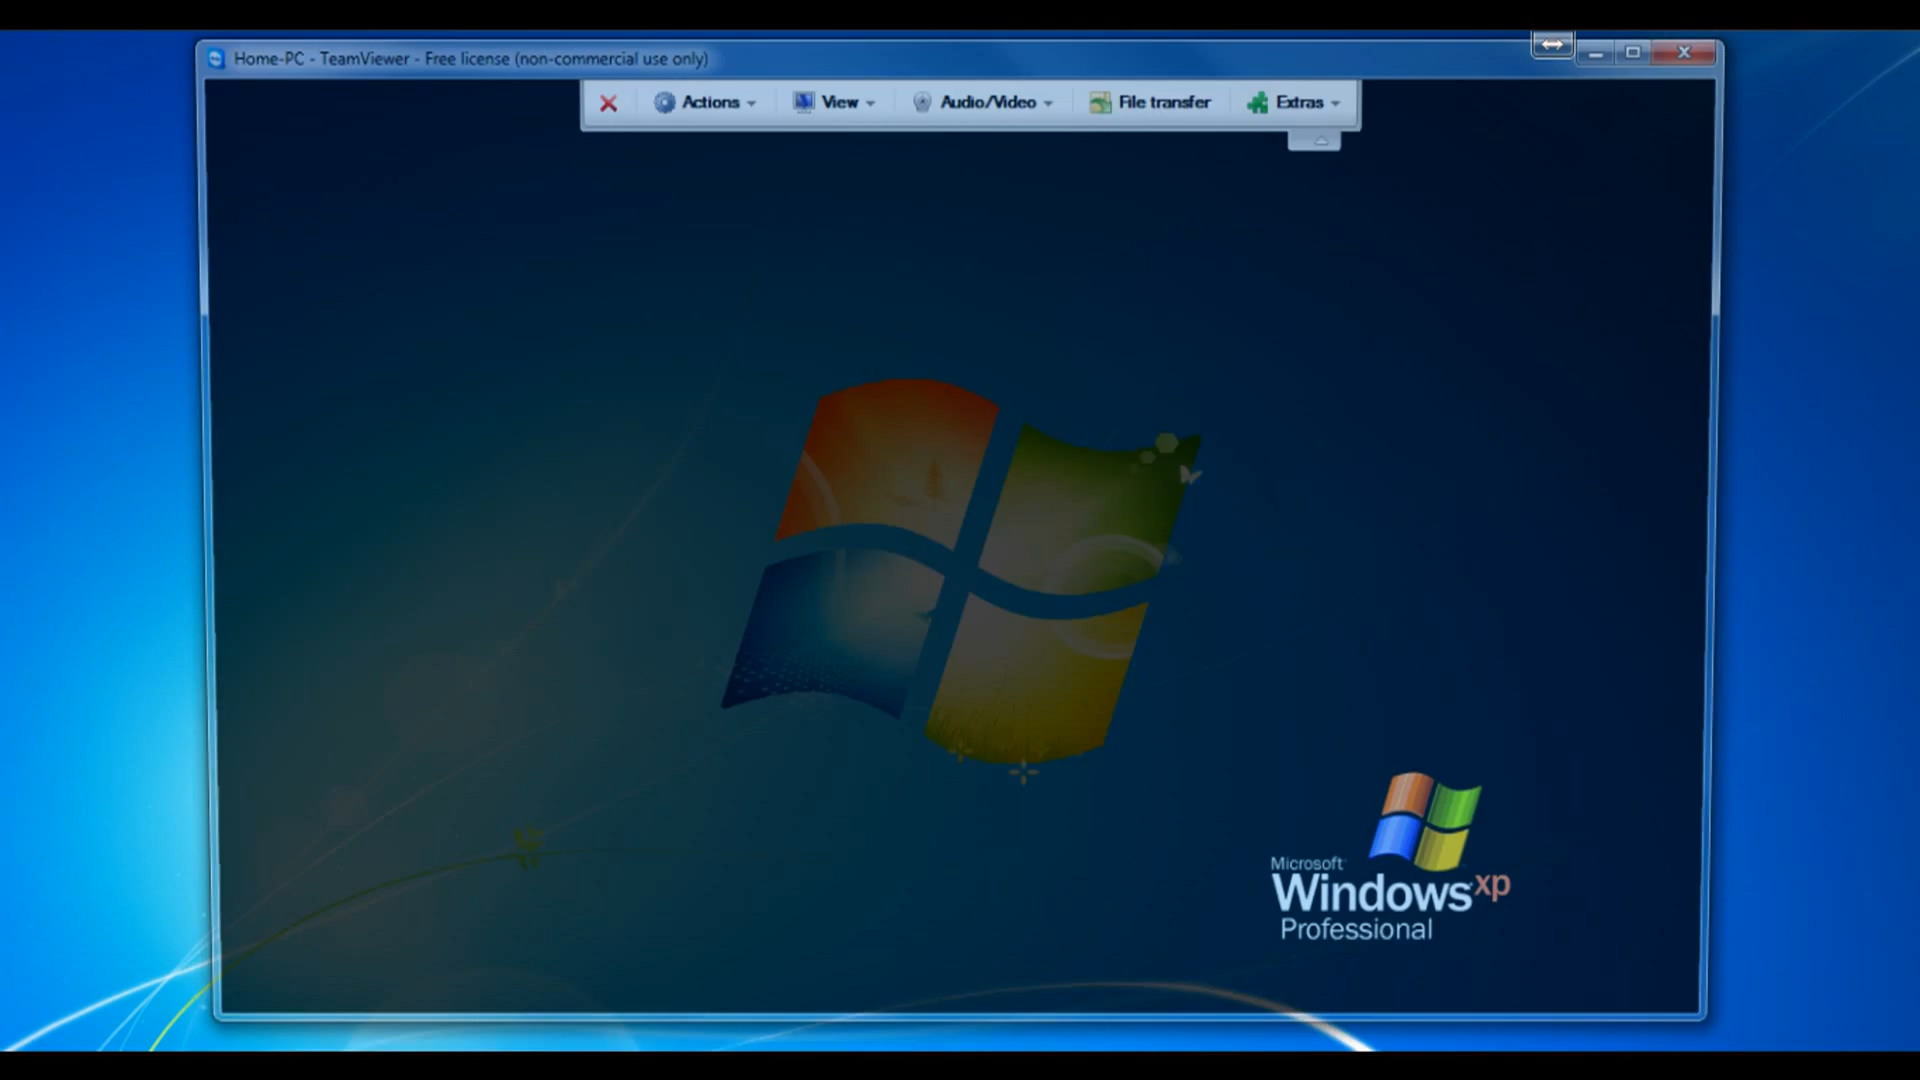 Home-PC - TeamViewer - Free license (non-commercial use only)
Actions View Audio/Video File transfer Extras
Microsoft
Windows xp
Professional